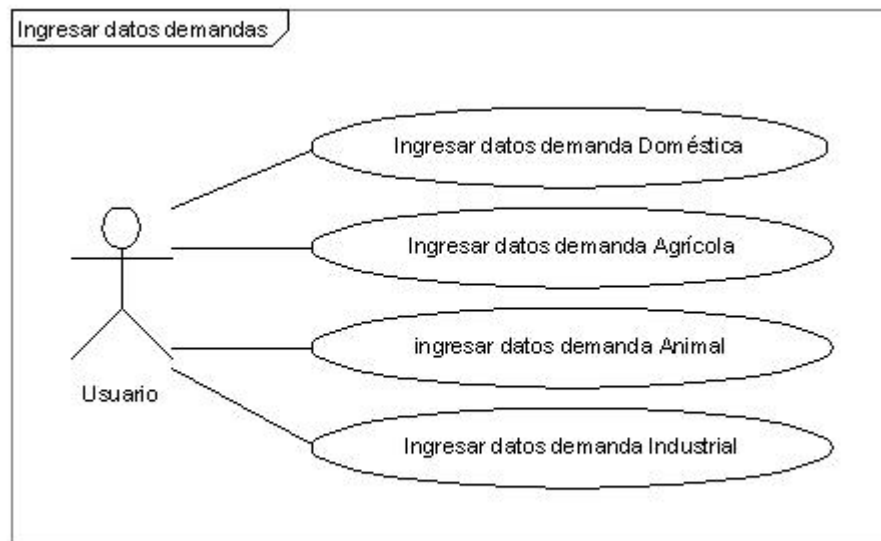 Ingresar datos demandas
Ingresar datos demanda Doméstica
Ingresar datos demanda Agrícola
ingresar datos demanda Animal
Usuario
Ingresar datos demanda Industrial